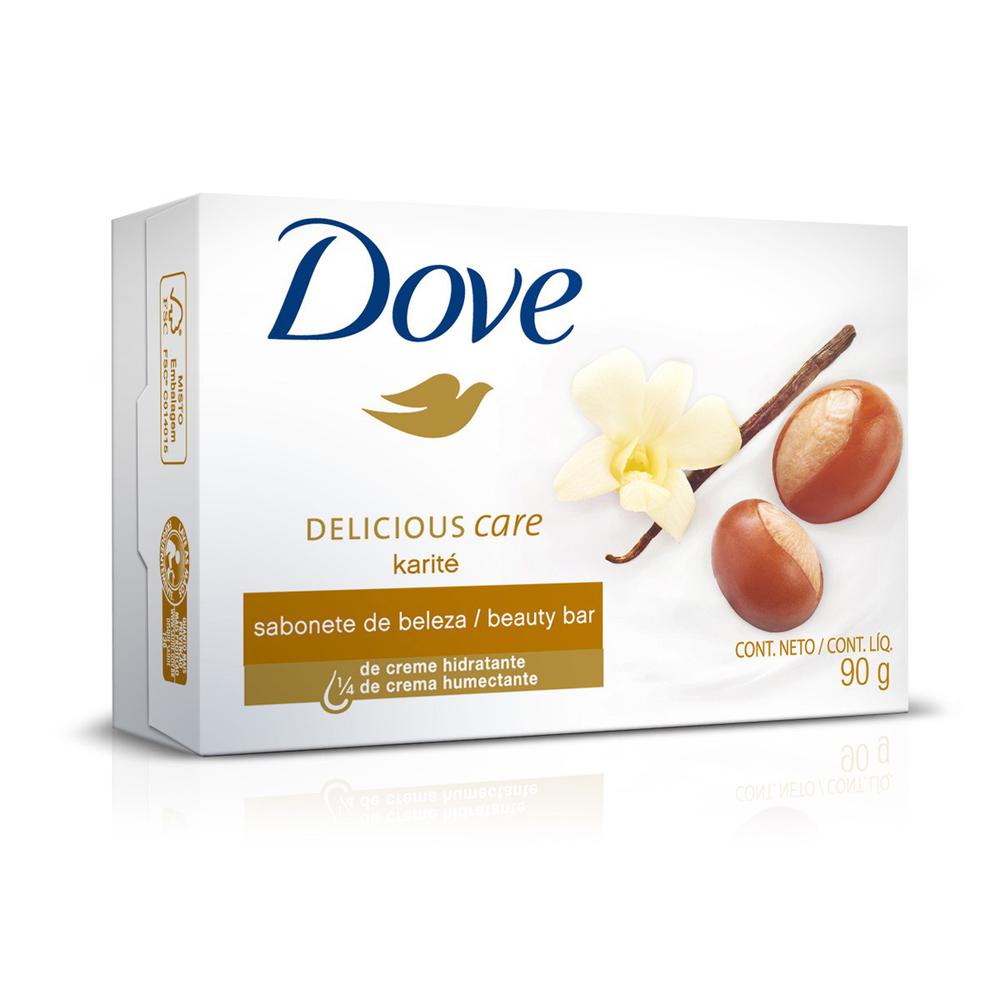 Dove
DELICIOUS care
karité
sabonete de beleza / beauty bar
1/4
de creme hidratante
de crema humectante
CONT. NETO / CONT. LÍQ.
90 g
FSC
MISTO
Embalagem
FSC® C014015